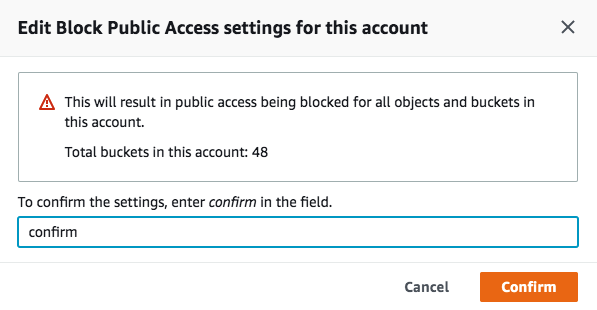 Edit Block Public Access settings for this account
This will result in public access being blocked for all objects and buckets in
this account.
Total buckets in this account: 48
To confirm the settings, enter confirm in the field.
confirm
Cancel
Confirm